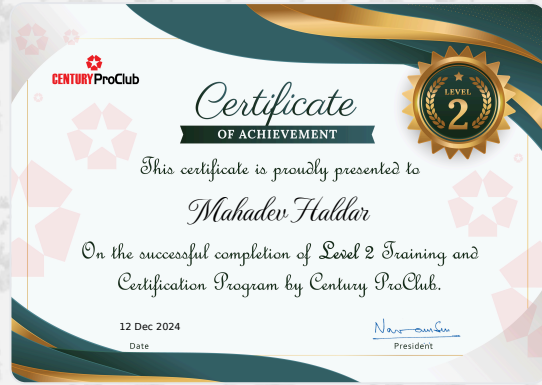 CENTURY ProClub
Certificate
OF ACHIEVEMENT
LEVEL
2
This certificate is proudly presented to
Mahadev Haldar
On the successful completion of Level 2 Training and
Certification Program by Century ProClub.
12 Dec 2024
Date
President